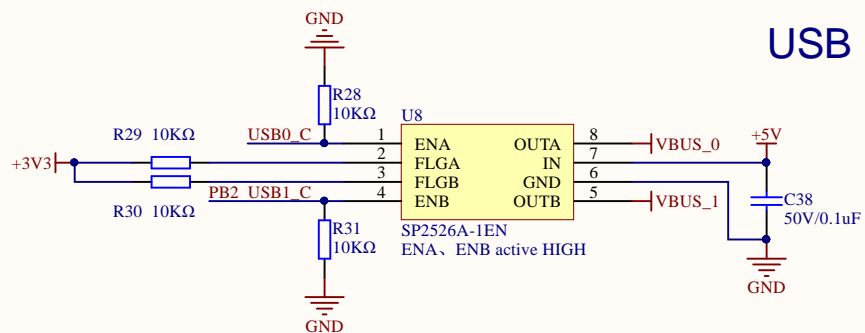 GND
USB
R28
10KΩ
U8
R29 10KΩ
USB0_C
1
ENA
OUTA
8
VBUS_0
+5V
+3V3
2
FLGA
IN
7
3
FLGB
GND
6
PB2 USB1_C
4
ENB
OUTB
5
VBUS_1
C38
50V/0.1uF
R30 10KΩ
R31
10KΩ
SP2526A-1EN
ENA、ENB active HIGH
GND
GND